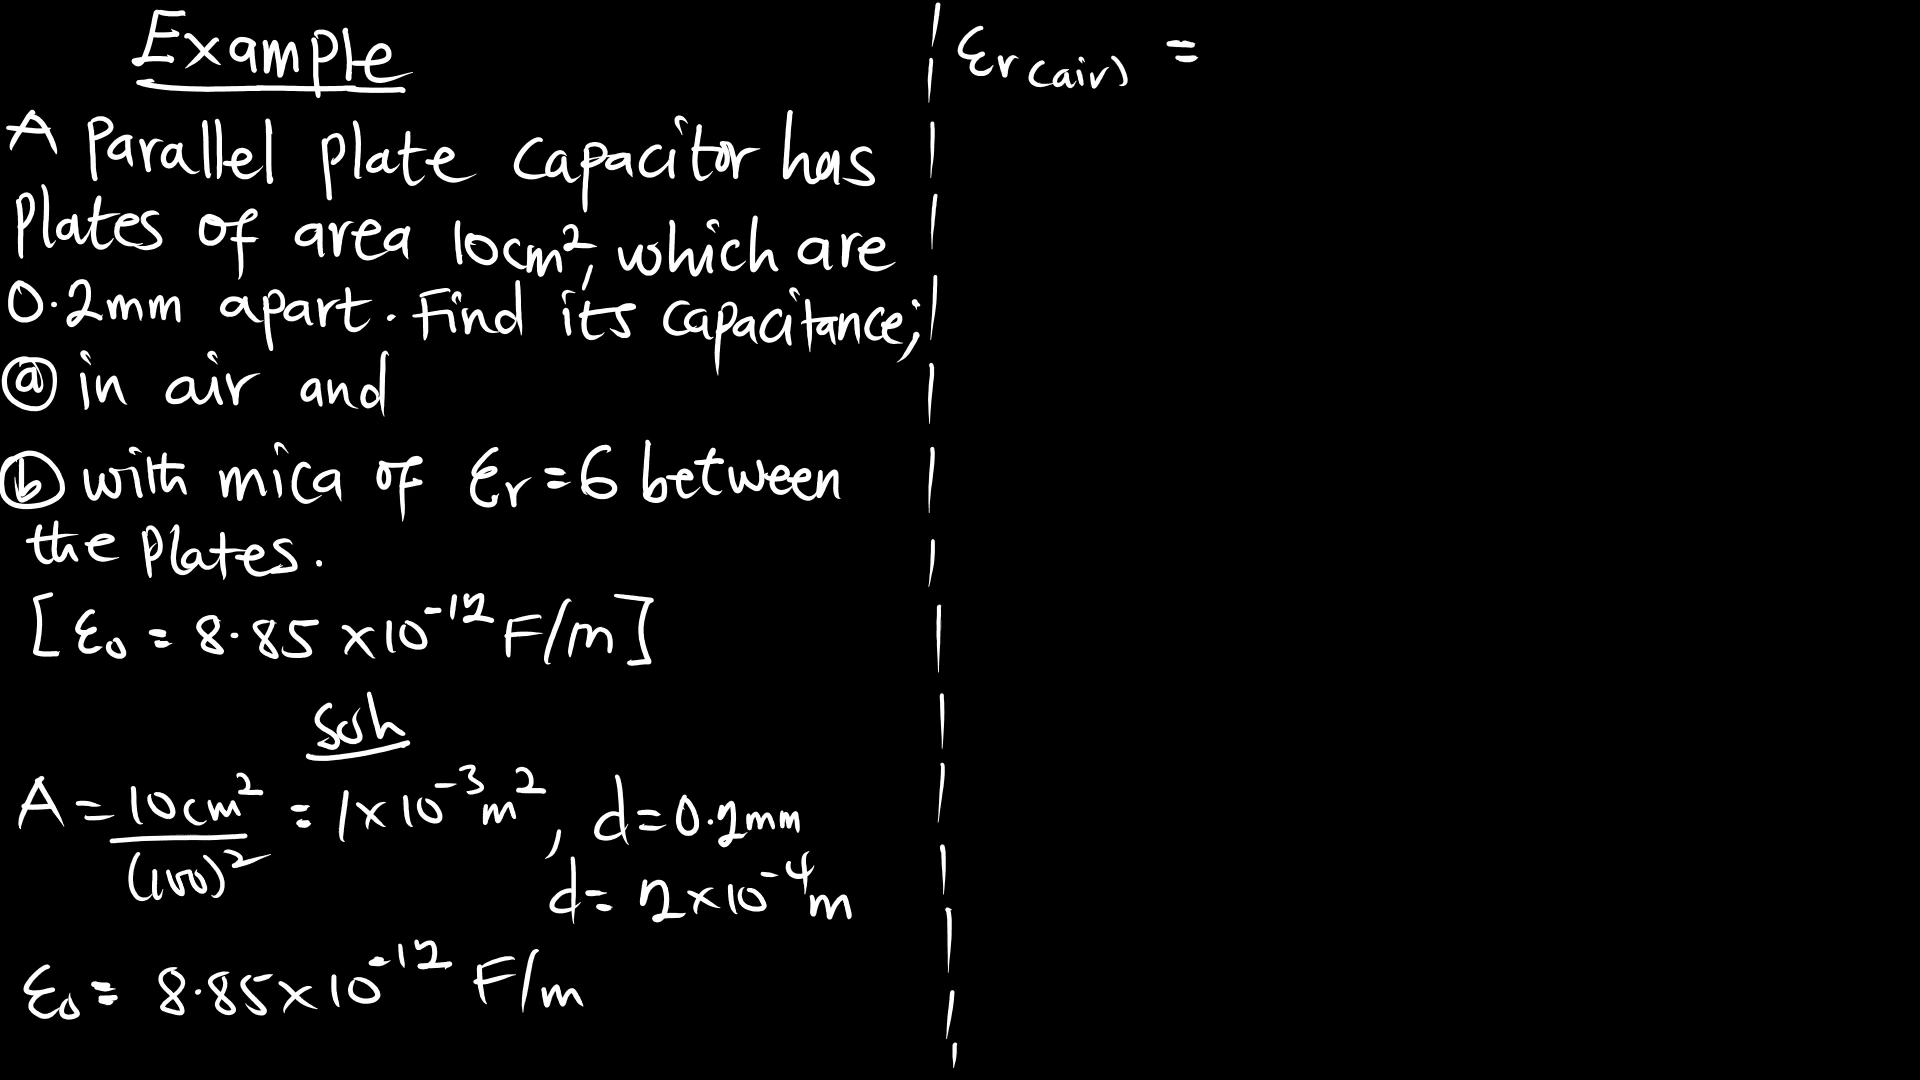 Example
A Parallel plate capacitor has
plates of area 10cm², which are
0.2mm apart. Find its capacitance;
ⓐ in air and
ⓑ with mica of εr = 6 between
the plates.
[ε₀ = 8.85 × 10⁻¹² F/m]
Soln
A = 10cm²/(100)² = 1 × 10⁻³ m², d = 0.2mm
d = 2 × 10⁻⁴ m
ε₀ = 8.85 × 10⁻¹² F/m
εr(air) =